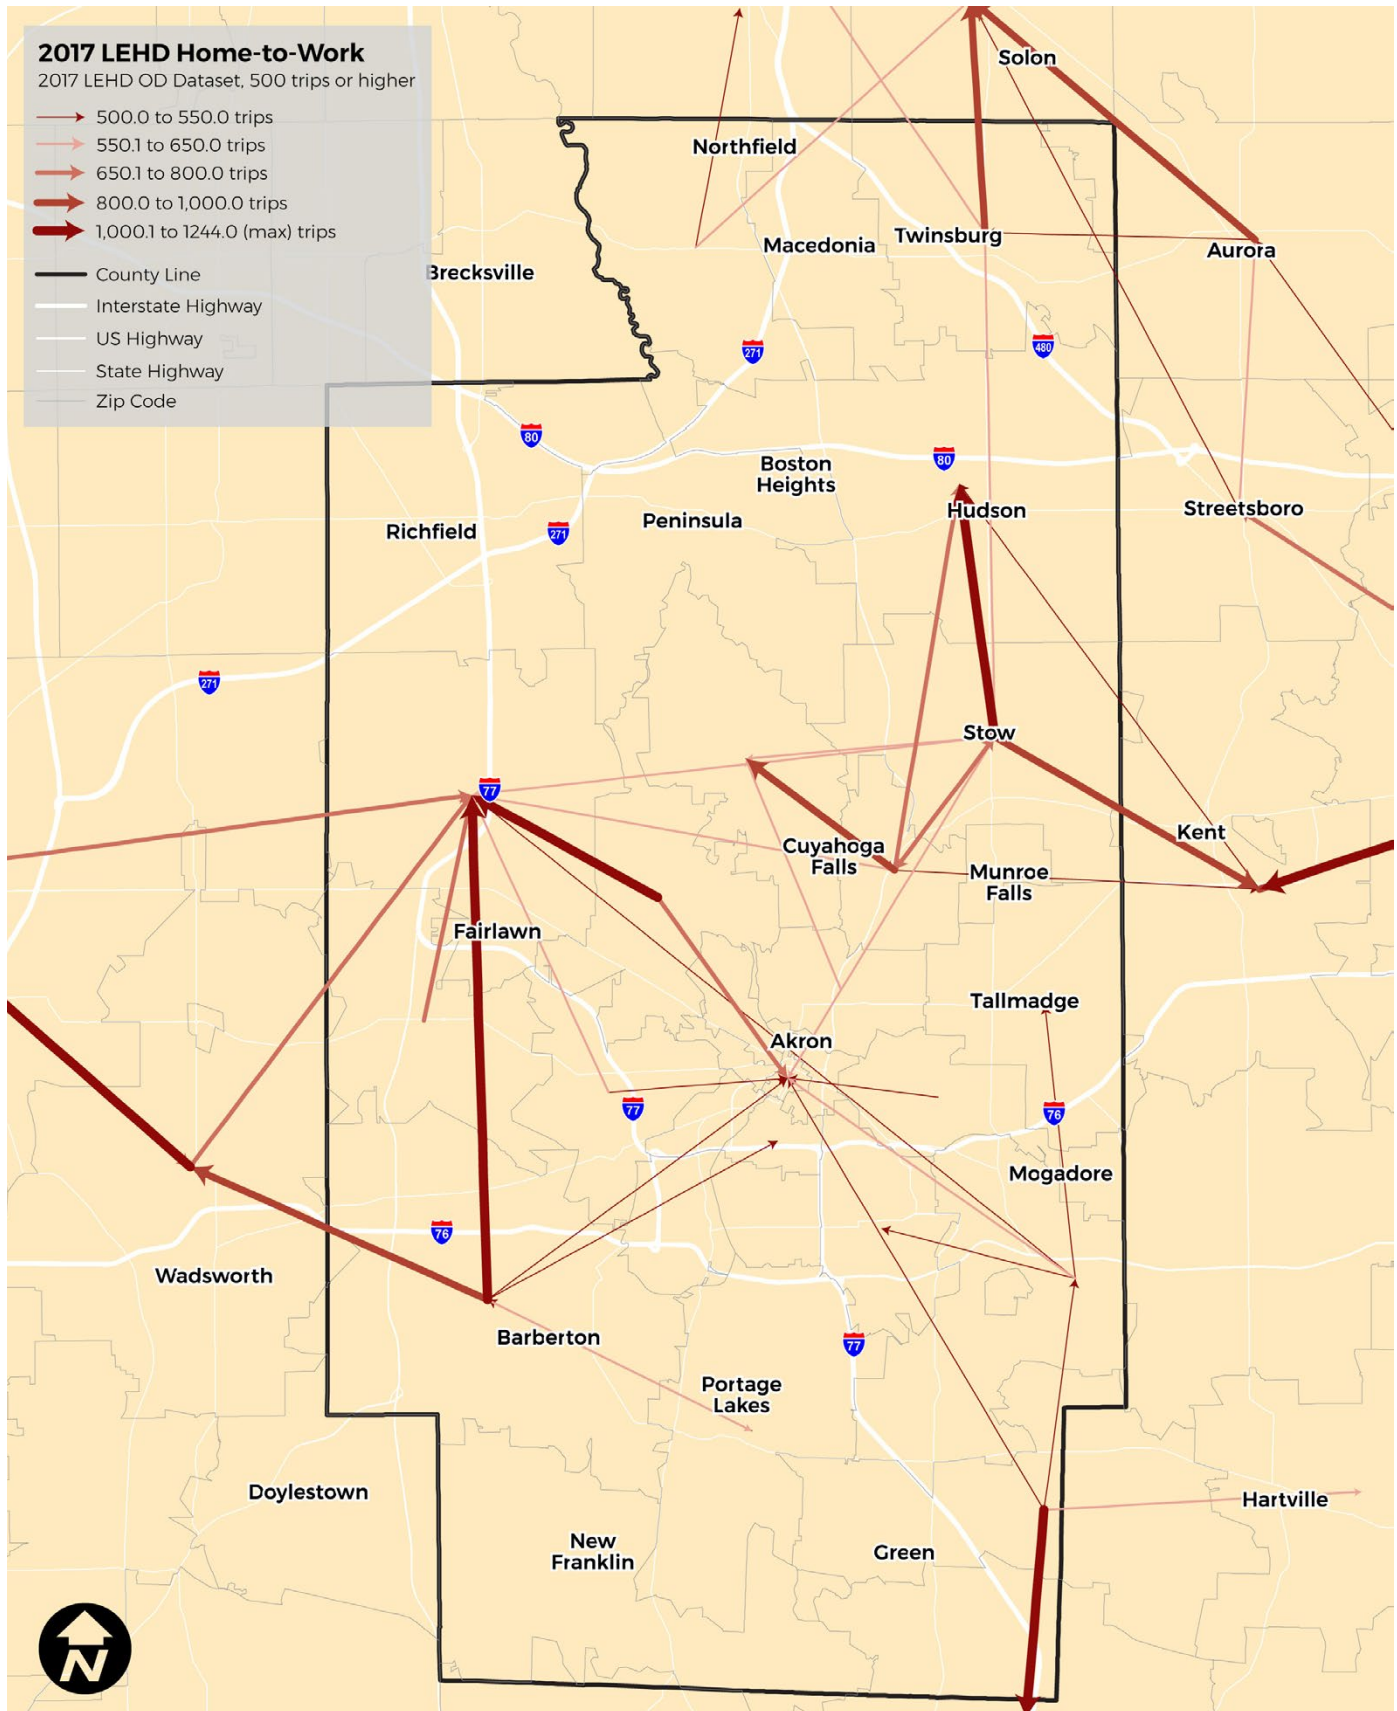 2017 LEHD Home-to-Work
2017 LEHD OD Dataset, 500 trips or higher
500.0 to 550.0 trips
550.1 to 650.0 trips
650.1 to 800.0 trips
800.0 to 1,000.0 trips
1,000.1 to 1244.0 (max) trips
County Line
Interstate Highway
US Highway
State Highway
Zip Code
Solon
Northfield
Twinsburg
Macedonia
Aurora
Brecksville
480
271
80
80
Boston
Heights
Hudson
Streetsboro
Peninsula
Richfield
271
271
Stow
77
Kent
Cuyahoga
Falls
Munroe
Falls
Fairlawn
Tallmadge
Akron
77
76
Mogadore
76
Wadsworth
Barberton
77
Portage
Lakes
Doylestown
Hartville
New
Franklin
Green
N